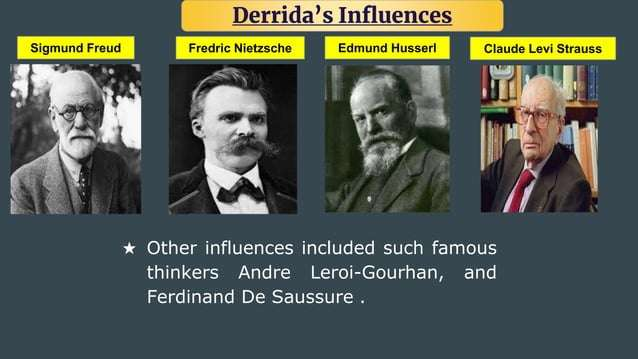 Derrida’s Influences
Sigmund Freud
Fredric Nietzsche
Edmund Husserl
Claude Levi Strauss
★ Other influences included such famous
thinkers Andre Leroi-Gourhan, and
Ferdinand De Saussure .